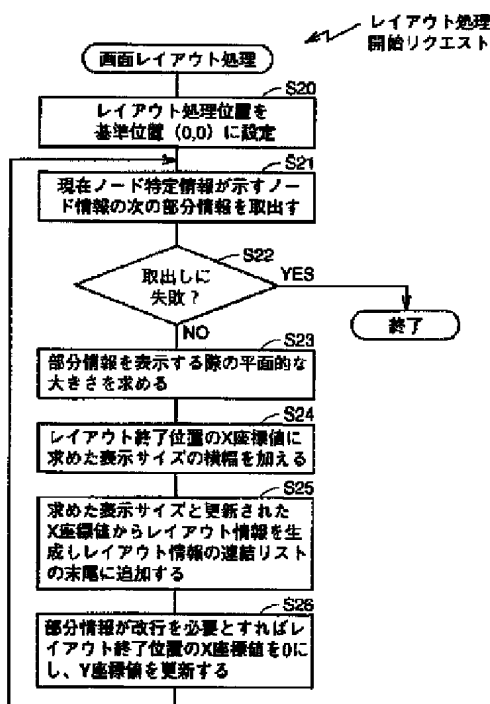 レイアウト処理
開始リクエスト
画面レイアウト処理
S20
レイアウト処理位置を
基準位置（0,0）に設定
S21
現在ノード特定情報が示すノー
ド情報の次の部分情報を取出す
S22
取出しに
失敗？
YES
終了
NO
S23
部分情報を表示する際の平面的な
大きさを求める
S24
レイアウト終了位置のX座標値に
求めた表示サイズの横幅を加える
S25
求めた表示サイズと更新された
X座標値からレイアウト情報を生
成しレイアウト情報の連結リスト
の末尾に追加する
S26
部分情報が改行を必要とすればレ
イアウト終了位置のX座標値を0に
し、Y座標値を更新する